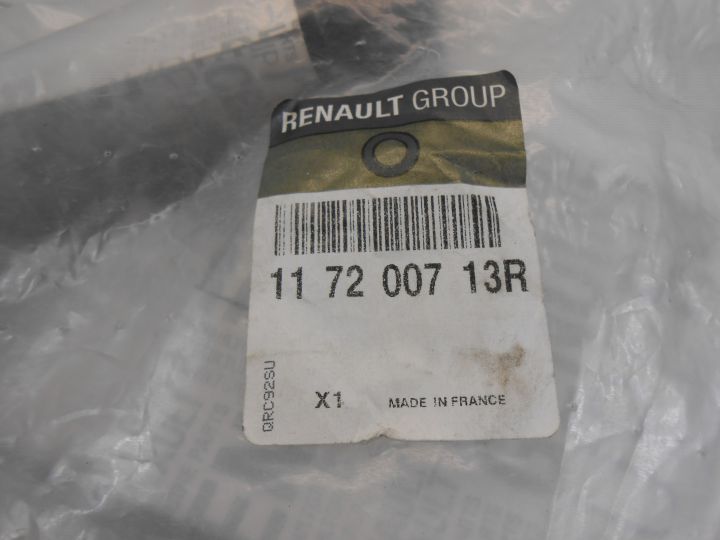 RENAULT GROUP
11 72 007 13R
QRC92SU
X1 MADE IN FRANCE